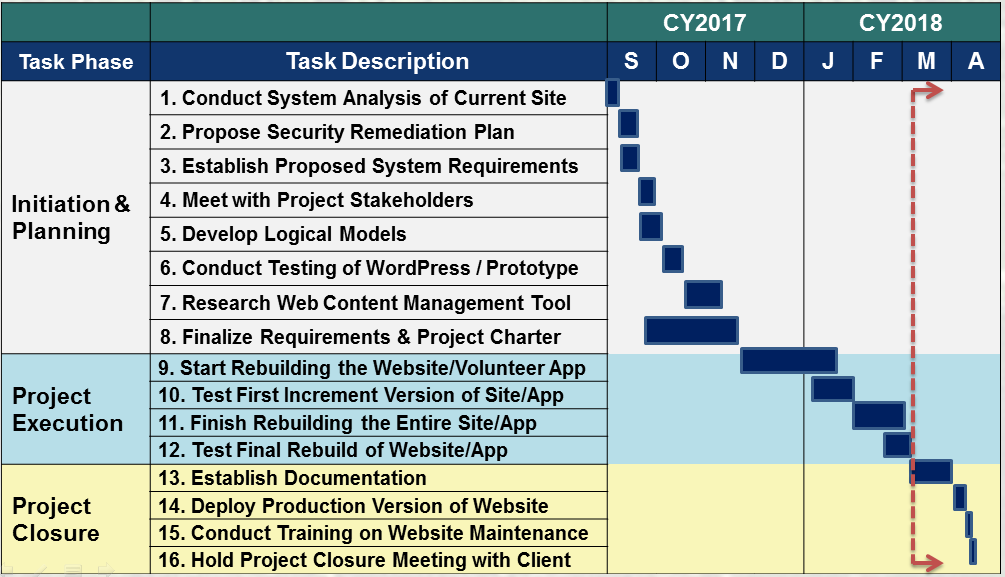 CY2017 CY2018
Task Phase Task Description S O N D J F M A
Initiation & Planning
1. Conduct System Analysis of Current Site
2. Propose Security Remediation Plan
3. Establish Proposed System Requirements
4. Meet with Project Stakeholders
5. Develop Logical Models
6. Conduct Testing of WordPress / Prototype
7. Research Web Content Management Tool
8. Finalize Requirements & Project Charter
Project Execution
9. Start Rebuilding the Website/Volunteer App
10. Test First Increment Version of Site/App
11. Finish Rebuilding the Entire Site/App
12. Test Final Rebuild of Website/App
Project Closure
13. Establish Documentation
14. Deploy Production Version of Website
15. Conduct Training on Website Maintenance
16. Hold Project Closure Meeting with Client